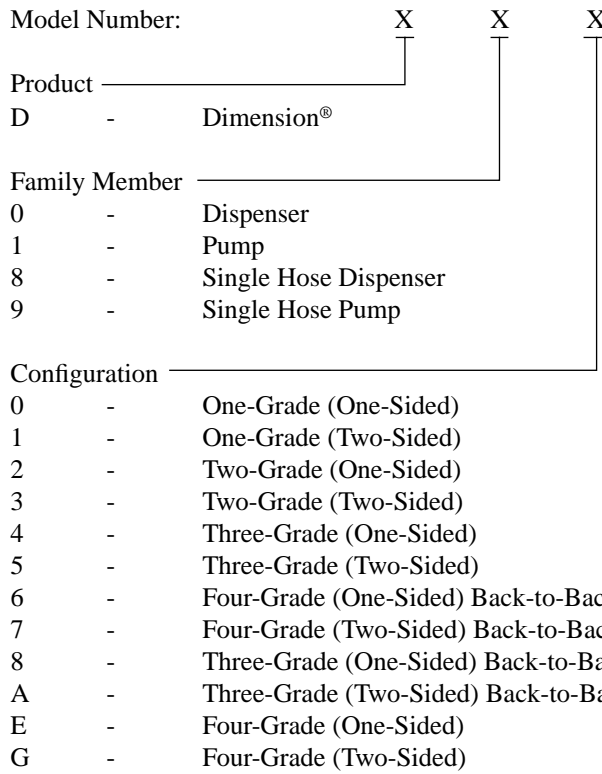 Model Number: X X X
Product
D - Dimension®
Family Member
0 - Dispenser
1 - Pump
8 - Single Hose Dispenser
9 - Single Hose Pump
Configuration
0 - One-Grade (One-Sided)
1 - One-Grade (Two-Sided)
2 - Two-Grade (One-Sided)
3 - Two-Grade (Two-Sided)
4 - Three-Grade (One-Sided)
5 - Three-Grade (Two-Sided)
6 - Four-Grade (One-Sided)
7 - Four-Grade (Two-Sided)
8 - Three-Grade (One-Sided)
A - Three-Grade (Two-Sided)
E - Four-Grade (One-Sided)
G - Four-Grade (Two-Sided)